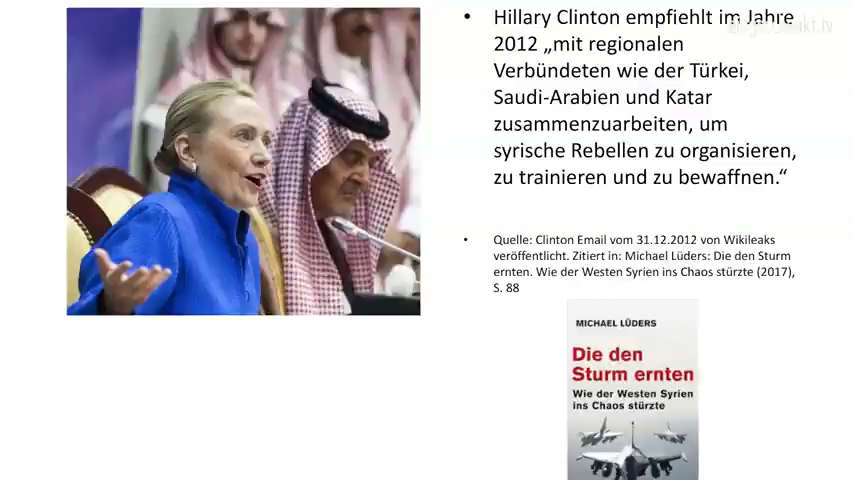 • Hillary Clinton empfiehlt im Jahre
2012 „mit regionalen
Verbündeten wie der Türkei,
Saudi-Arabien und Katar
zusammenzuarbeiten, um
syrische Rebellen zu organisieren,
zu trainieren und zu bewaffnen.“
• Quelle: Clinton Email vom 31.12.2012 von Wikileaks
veröffentlicht. Zitiert in: Michael Lüders: Die den Sturm
ernten. Wie der Westen Syrien ins Chaos stürzte (2017),
S. 88
MICHAEL LÜDERS
Die den
Sturm ernten
Wie der Westen Syrien
ins Chaos stürzte